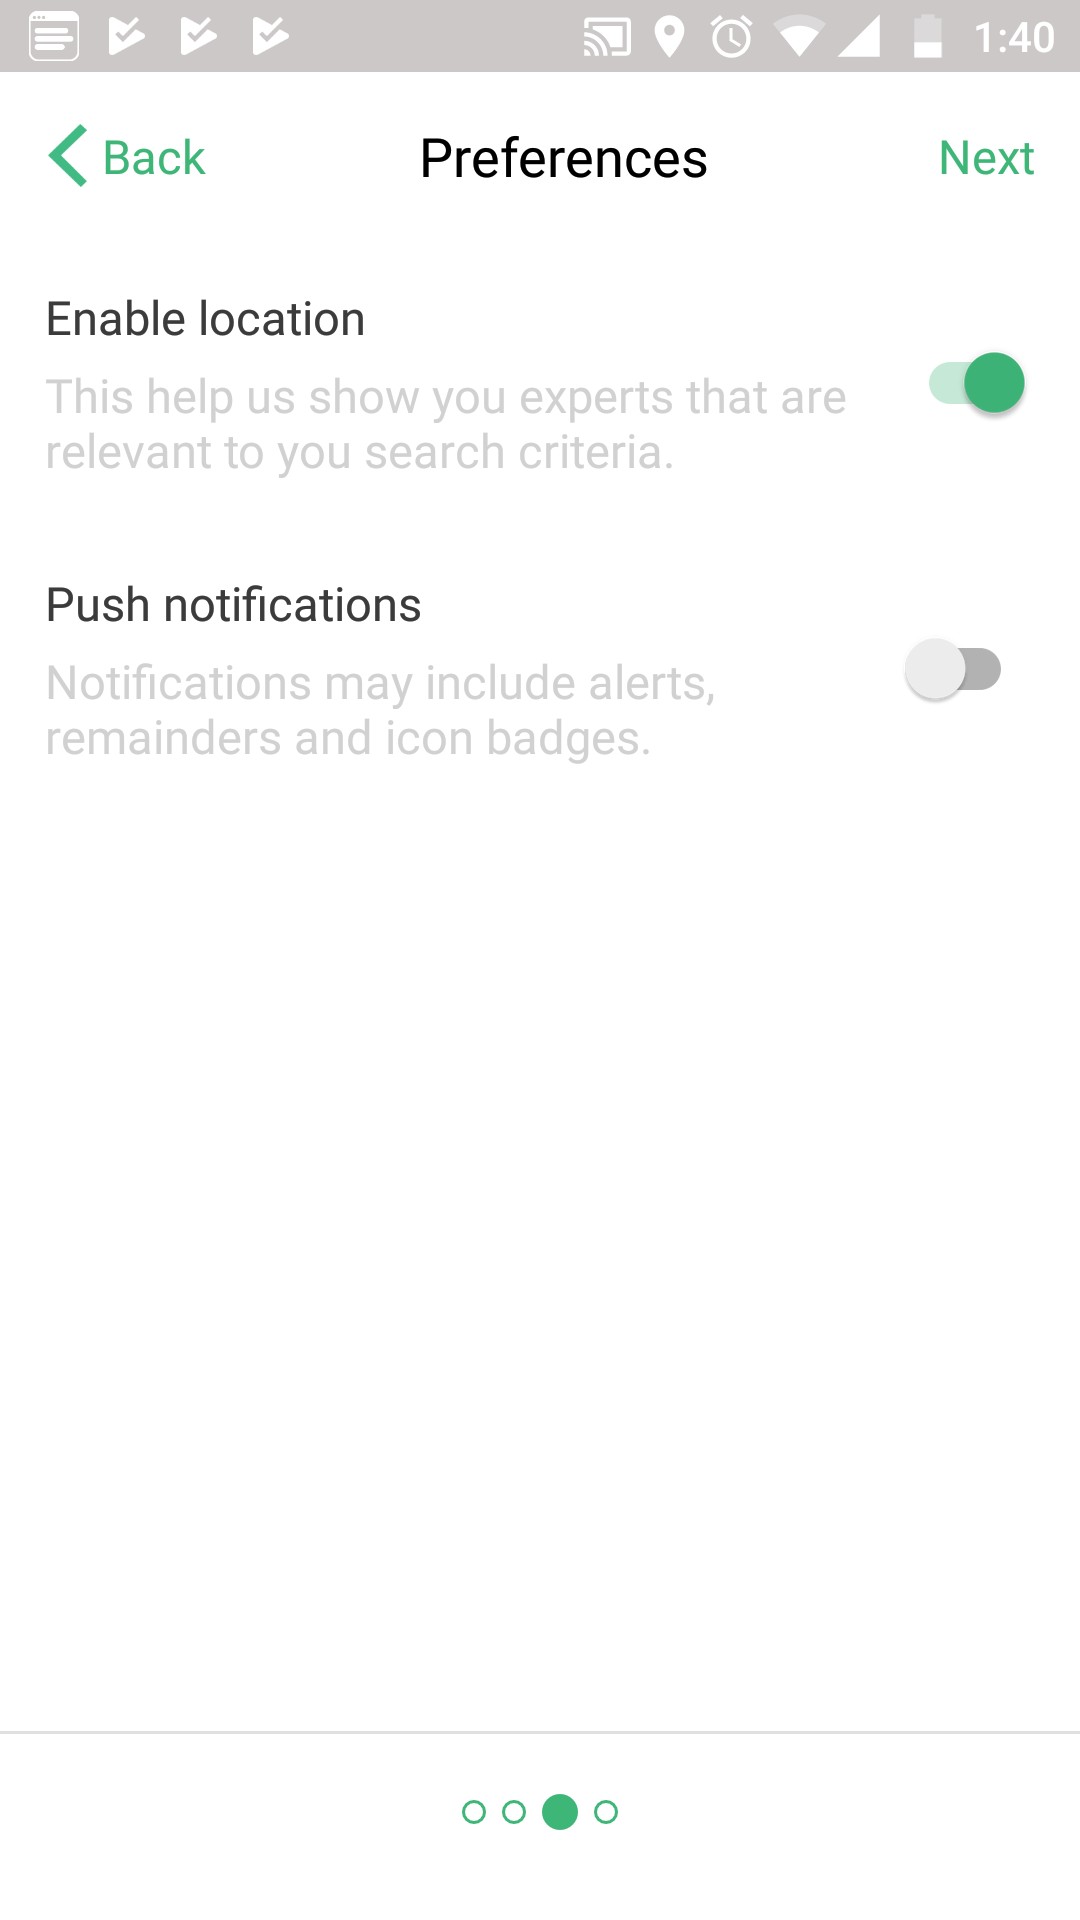 1:40
Back Preferences Next
Enable location
This help us show you experts that are
relevant to you search criteria.
Push notifications
Notifications may include alerts,
remainders and icon badges.